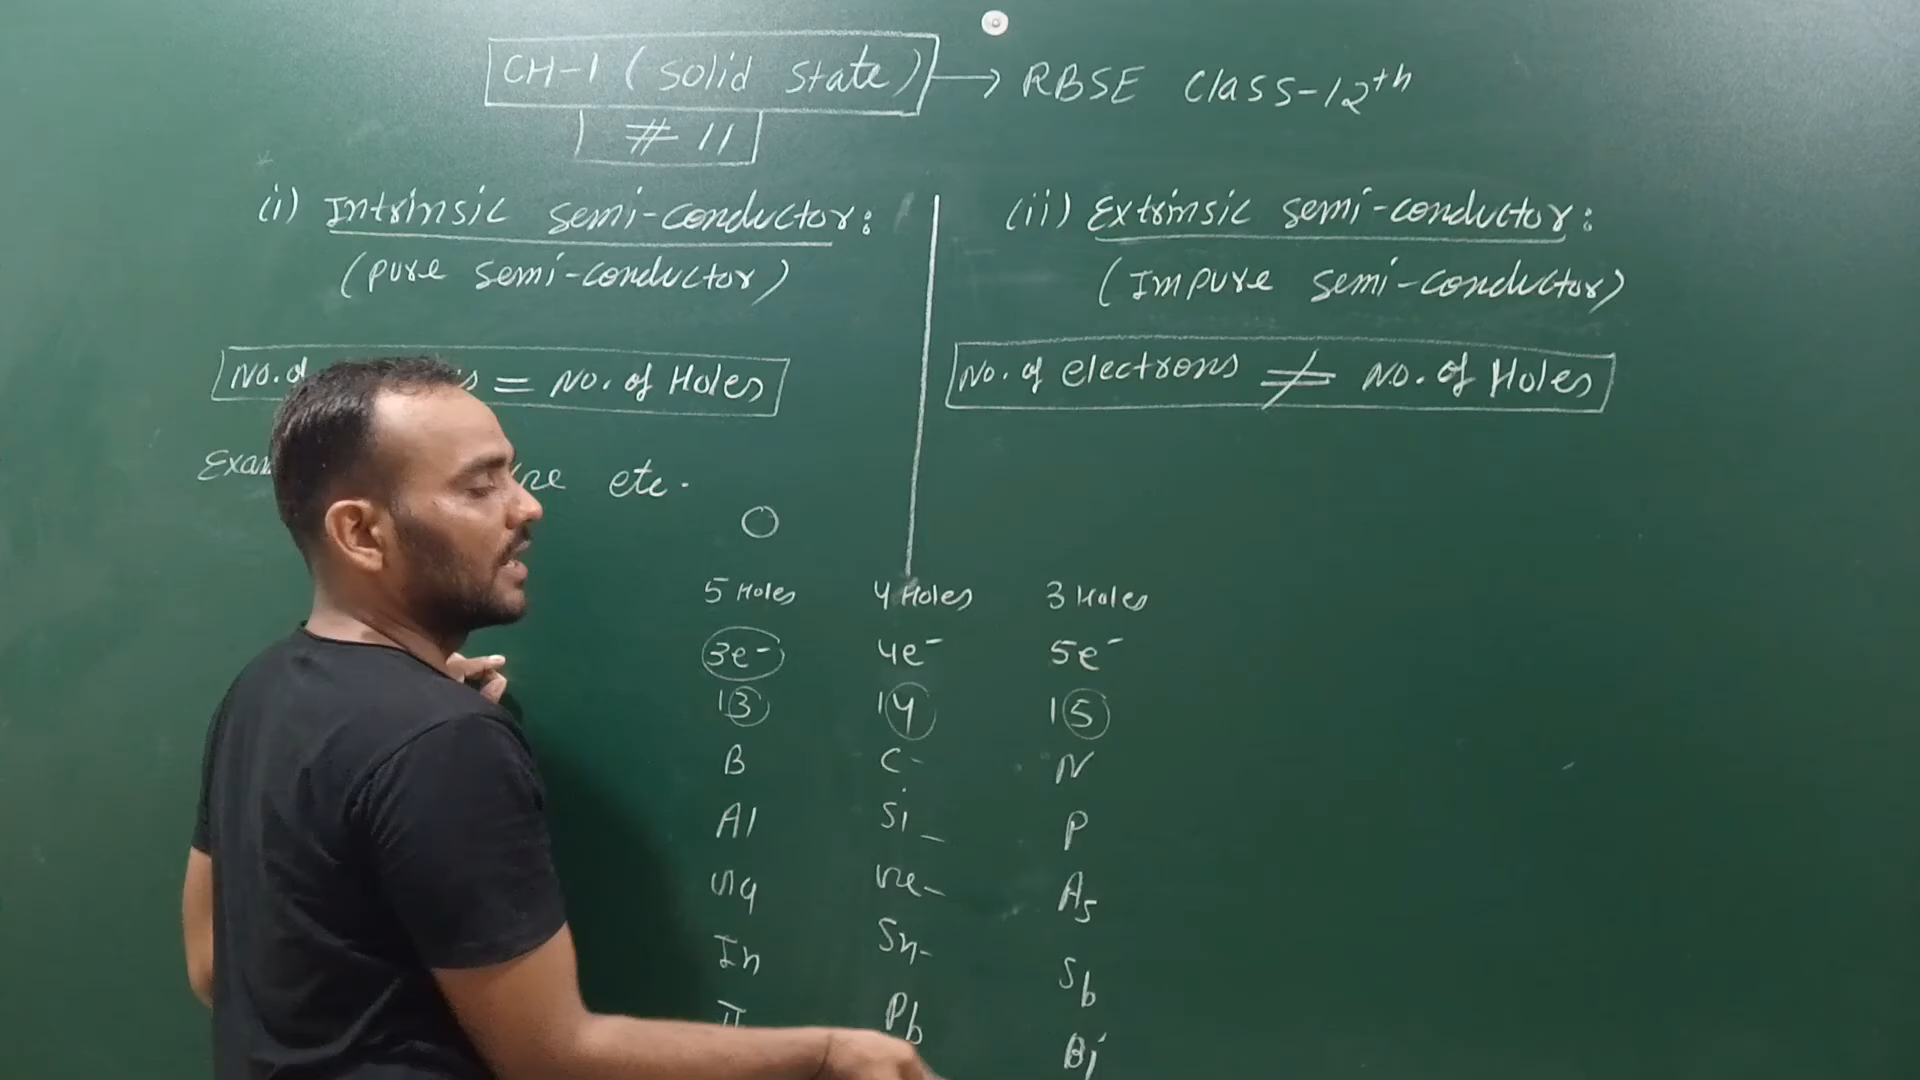 CH-1 (Solid State) → RBSE Class-12th
# 11
(i) Intrinsic Semi-conductor:
(Pure Semi-conductor)
No. of = No. of Holes
etc.
(ii) Extrinsic Semi-conductor:
(Impure Semi-conductor)
No. of electrons ≠ No. of Holes
5 Holes 4 Holes 3 Holes
3e⁻ 4e⁻ 5e⁻
13 14 15
B C N
Al Si P
Ga Ge As
In Sn Sb
Pb Bi